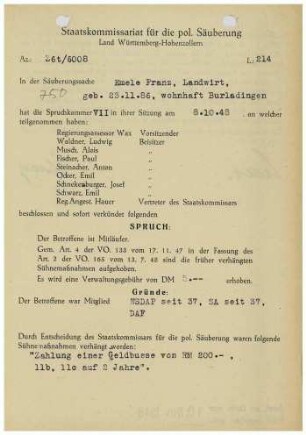 Staatskommissariat für die pol. Säuberung
Land Württemberg-Hohenzollern
Az.: 26t/6008 L: 214
In der Säuberungssache Emele Franz, Landwirt,
geb. 25.11.86, wohnhaft Burladingen
750
hat die Spruchkammer VII in ihrer Sitzung am 8.10.48 , an welcher
teilgenommen haben:
Regierungsassessor Wax Vorsitzender
Waldner, Ludwig Beisitzer
Musch, Alois „
Fischer, Paul „
Steinacher, Anton „
Ocker, Emil „
Schneckenburger, Josef „
Schwarz, Emil „
Reg.Angest. Hauer Vertreter des Staatskommissars
beschlossen und sofort verkündet folgenden
SPRUCH:
Der Betroffene ist Mitläufer.
Gem. Art. 4 der VO. 133 vom 17. 11. 47 in der Fassung des
Art. 2 der VO. 165 vom 13. 7. 48 sind die früher verhängten
Sühnemaßnahmen aufgehoben.
Es wird eine Verwaltungsgebühr von DM 5.-- erhoben.
Gründe:
Der Betroffene war Mitglied NSDAP seit 37, SA seit 37,
DAF
Durch Entscheidung des Staatskommissars für die pol. Säuberung waren folgende
Sühnemaßnahmen verhängt worden:
"Zahlung einer Geldbusse von RM 200.-- ,
11b, 11c auf 2 Jahre".